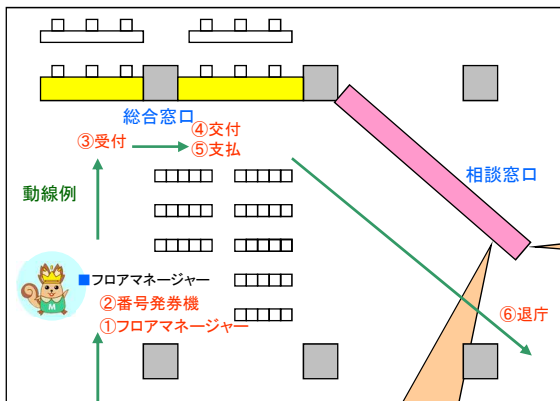 総合窓口
③受付
④交付
⑤支払
相談窓口
動線例
■フロアマネージャー
②番号発券機
①フロアマネージャー
M
⑥退庁